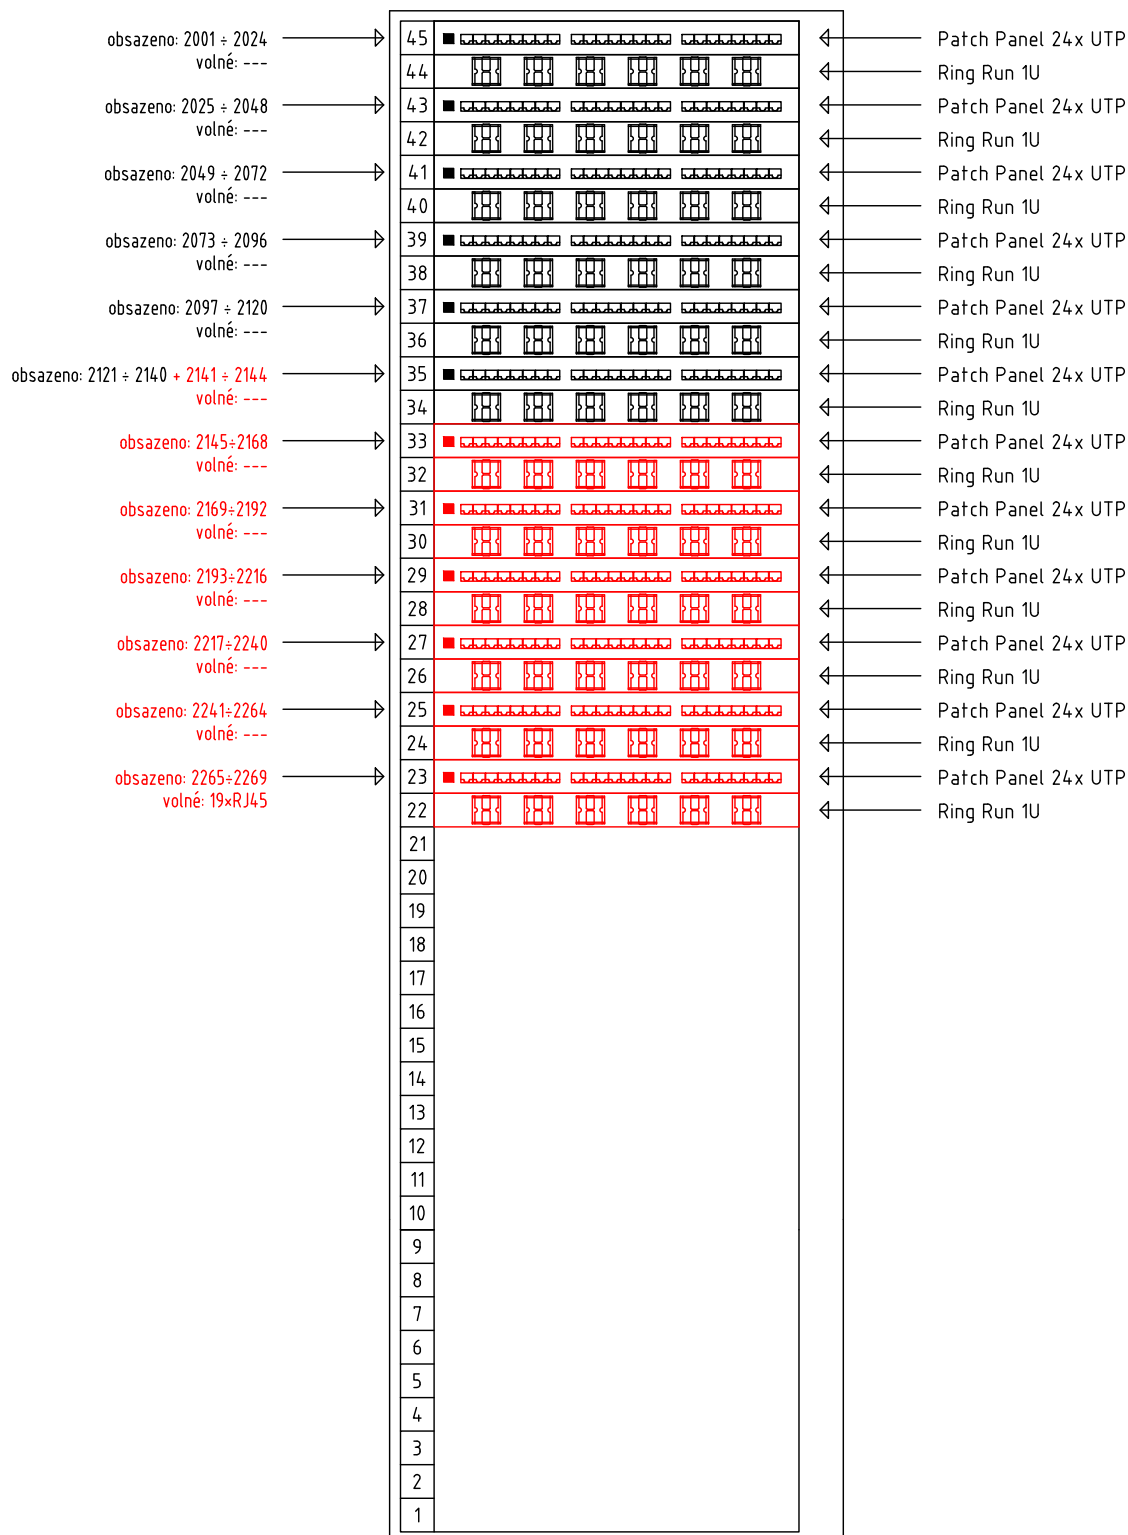 obsazeno: 2001 ÷ 2024 45 Patch Panel 24x UTP
volné: ---
44 Ring Run 1U
obsazeno: 2025 ÷ 2048 43 Patch Panel 24x UTP
volné: ---
42 Ring Run 1U
obsazeno: 2049 ÷ 2072 41 Patch Panel 24x UTP
volné: ---
40 Ring Run 1U
obsazeno: 2073 ÷ 2096 39 Patch Panel 24x UTP
volné: ---
38 Ring Run 1U
obsazeno: 2097 ÷ 2120 37 Patch Panel 24x UTP
volné: ---
36 Ring Run 1U
obsazeno: 2121 ÷ 2140 + 2141 ÷ 2144 35 Patch Panel 24x UTP
volné: ---
34 Ring Run 1U
obsazeno: 2145÷2168 33 Patch Panel 24x UTP
volné: ---
32 Ring Run 1U
obsazeno: 2169÷2192 31 Patch Panel 24x UTP
volné: ---
30 Ring Run 1U
obsazeno: 2193÷2216 29 Patch Panel 24x UTP
volné: ---
28 Ring Run 1U
obsazeno: 2217÷2240 27 Patch Panel 24x UTP
volné: ---
26 Ring Run 1U
obsazeno: 2241÷2264 25 Patch Panel 24x UTP
volné: ---
24 Ring Run 1U
obsazeno: 2265÷2269 23 Patch Panel 24x UTP
volné: 19×RJ45
22 Ring Run 1U
21
20
19
18
17
16
15
14
13
12
11
10
9
8
7
6
5
4
3
2
1